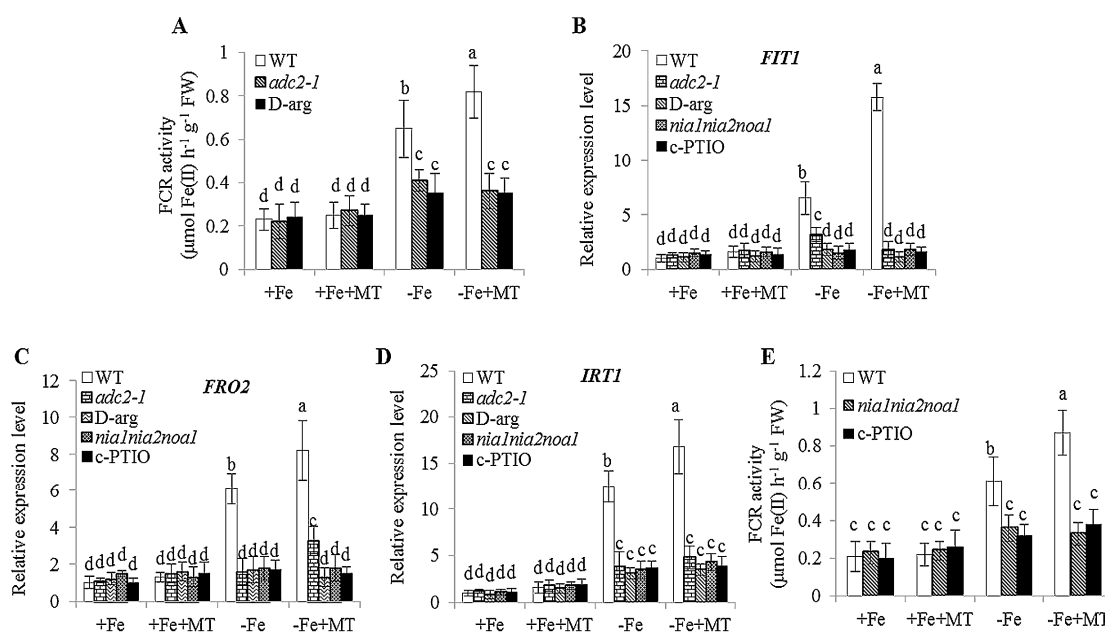 A
FCR activity
(μmol Fe(II) h-1 g-1 FW)
1
0.8
0.6
0.4
0.2
0
WT
adc2-1
D-arg
d d d
d d d
b c c
a c c
+Fe +Fe+MT -Fe -Fe+MT
B
FIT1
Relative expression level
20
15
10
5
0
WT
adc2-1
D-arg
nia1nia2noa1
c-PTIO
d d d d d
d d d d d
b c d d d
a d d d d
+Fe +Fe+MT -Fe -Fe+MT
C
FRO2
Relative expression level
12
10
8
6
4
2
0
WT
adc2-1
D-arg
nia1nia2noa1
c-PTIO
d d d d d
d d d d d
b d d d d
a c d d d
+Fe +Fe+MT -Fe -Fe+MT
D
IRT1
Relative expression level
25
20
15
10
5
0
WT
adc2-1
D-arg
nia1nia2noa1
c-PTIO
d d d d d
d d d d d
b c c c c
a c c c c
+Fe +Fe+MT -Fe -Fe+MT
E
FCR activity
(μmol Fe(II) h-1 g-1 FW)
1.2
1
0.8
0.6
0.4
0.2
0
WT
nia1nia2noa1
c-PTIO
c c c
c c c
b c c
a c c
+Fe +Fe+MT -Fe -Fe+MT